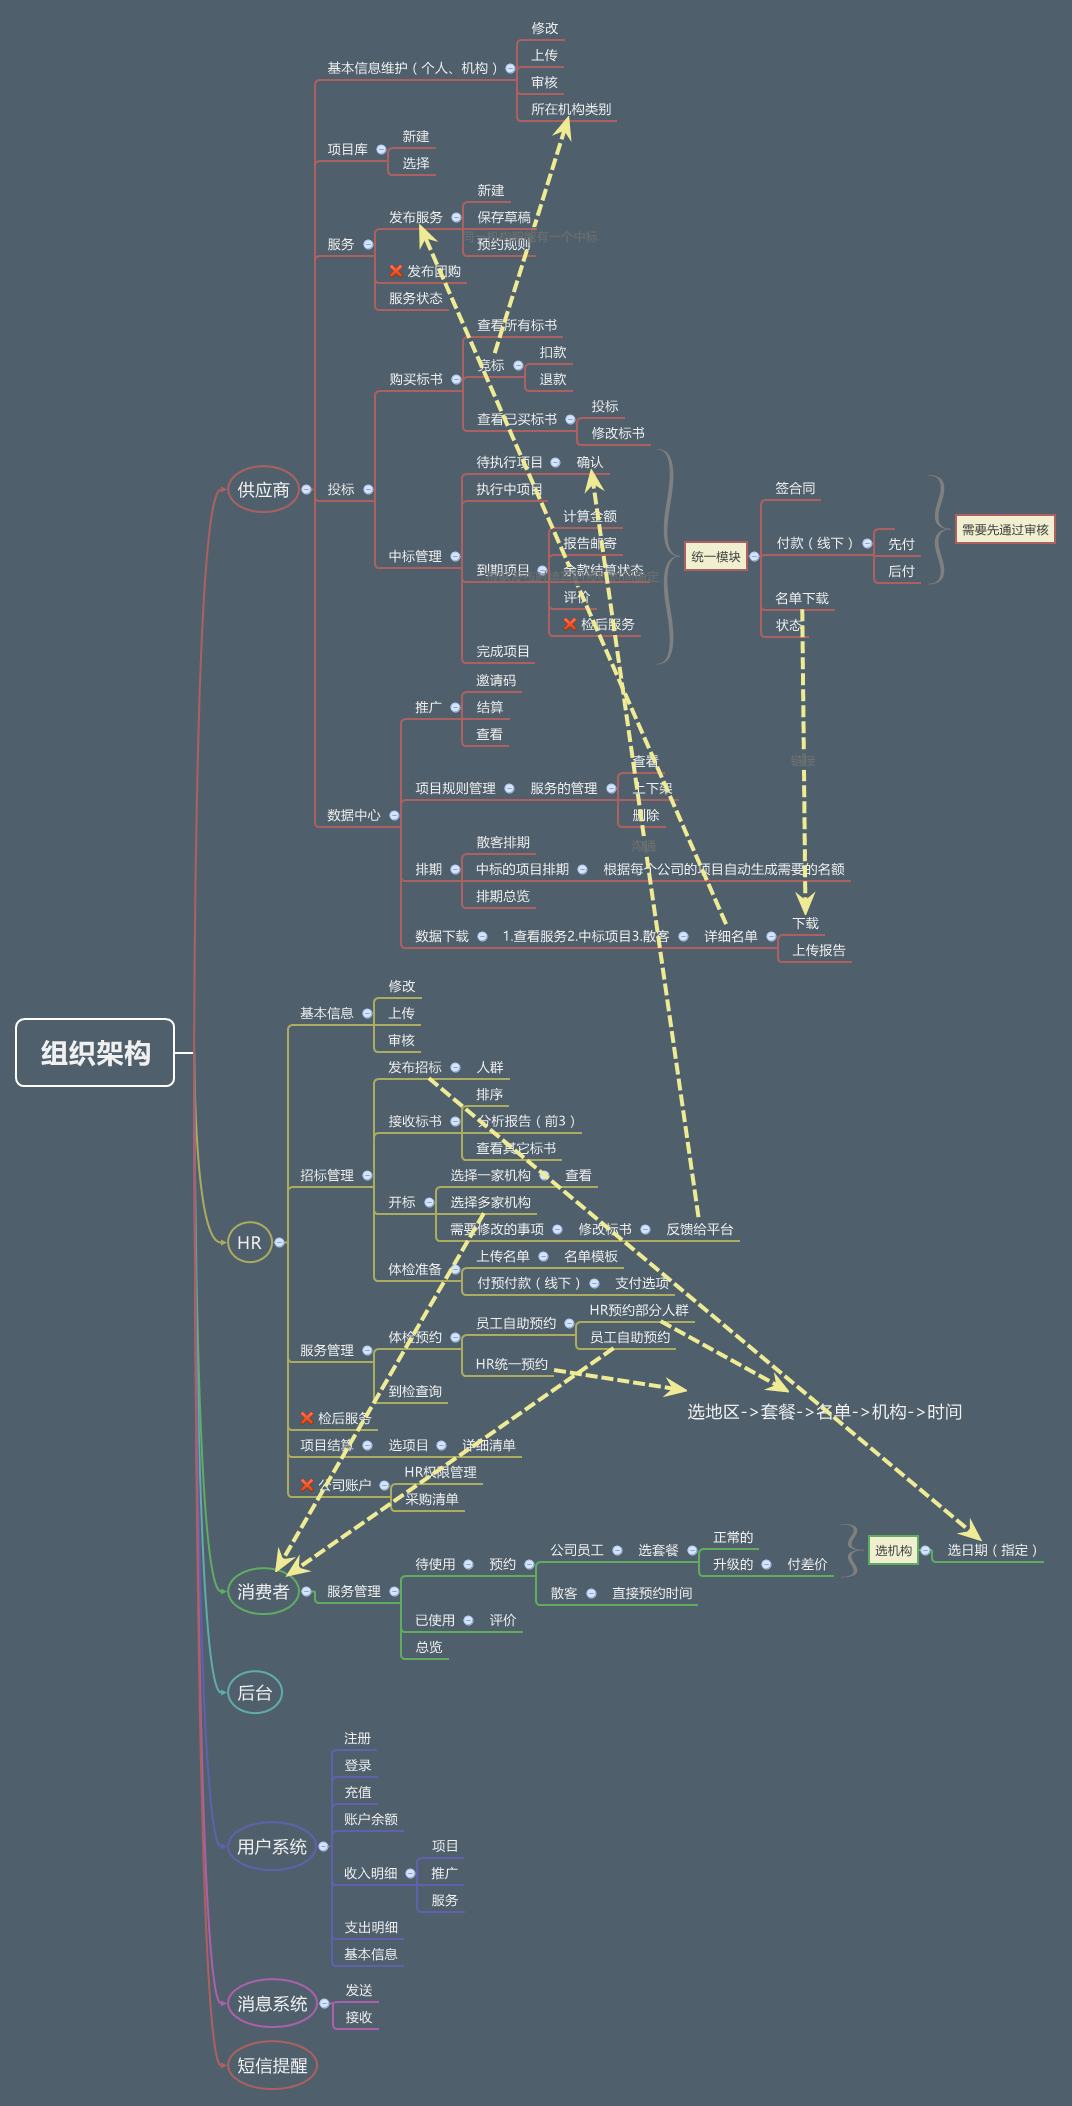 组织架构
供应商
基本信息维护（个人、机构）
修改
上传
审核
所在机构类别
项目库
新建
选择
服务
发布服务
新建
保存草稿
预约规则
发布团购
服务状态
投标
购买标书
查看所有标书
竞标
扣款
退款
查看已买标书
投标
修改标书
中标管理
待执行项目
确认
执行中项目
到期项目
计算金额
报告邮寄
余款结算状态
评价
检后服务
完成项目
统一模块
签合同
付款（线下）
先付
后付
需要先通过审核
名单下载
状态
链接
数据中心
推广
邀请码
结算
查看
项目规则管理
服务的管理
查看
上下架
删除
沟通
排期
散客排期
中标的项目排期
根据每个公司的项目自动生成需要的名额
排期总览
数据下载
1.查看服务2.中标项目3.散客
详细名单
下载
上传报告
HR
基本信息
修改
上传
审核
招标管理
发布招标
人群
接收标书
排序
分析报告（前3）
查看其它标书
开标
选择一家机构
查看
选择多家机构
需要修改的事项
修改标书
反馈给平台
体检准备
上传名单
名单模板
付预付款（线下）
支付选项
服务管理
体检预约
员工自助预约
HR预约部分人群
员工自助预约
HR统一预约
到检查询
选地区->套餐->名单->机构->时间
检后服务
项目结算
选项目
详细清单
公司账户
HR权限管理
采购清单
消费者
服务管理
待使用
预约
公司员工
选套餐
正常的
升级的
付差价
选机构
选日期（指定）
散客
直接预约时间
已使用
评价
总览
后台
用户系统
注册
登录
充值
账户余额
收入明细
项目
推广
服务
支出明细
基本信息
消息系统
发送
接收
短信提醒